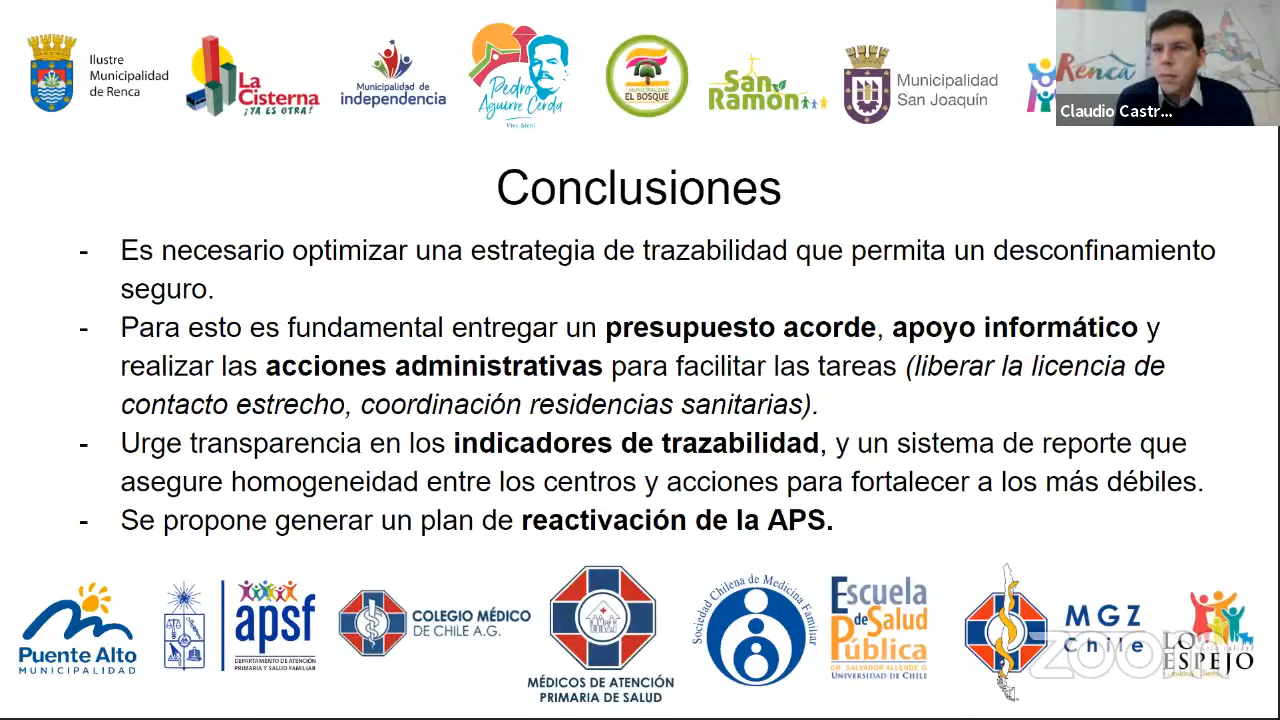 Ilustre
Municipalidad
de Renca
La
Cisterna
¡YA ES OTRA!
Municipalidad de
independencia
Pedro
Aguirre Cerda
Vive bien!
MUNICIPALIDAD
EL BOSQUE
San
Ramón
Municipalidad
San Joaquín
Renca
Claudio Castr...
Conclusiones
- Es necesario optimizar una estrategia de trazabilidad que permita un desconfinamiento
seguro.
- Para esto es fundamental entregar un presupuesto acorde, apoyo informático y
realizar las acciones administrativas para facilitar las tareas (liberar la licencia de
contacto estrecho, coordinación residencias sanitarias).
- Urge transparencia en los indicadores de trazabilidad, y un sistema de reporte que
asegure homogeneidad entre los centros y acciones para fortalecer a los más débiles.
- Se propone generar un plan de reactivación de la APS.
Puente Alto
MUNICIPALIDAD
apsf
DEPARTAMENTO DE ATENCIÓN
PRIMARIA Y SALUD FAMILIAR
COLEGIO MÉDICO
DE CHILE A.G.
MÉDICOS DE ATENCIÓN
PRIMARIA DE SALUD
Sociedad Chilena de Medicina Familiar
Escuela
de Salud
Pública
DR. SALVADOR ALLENDE G.
UNIVERSIDAD DE CHILE
MGZ
Chile
zoom
LO
ESPEJO